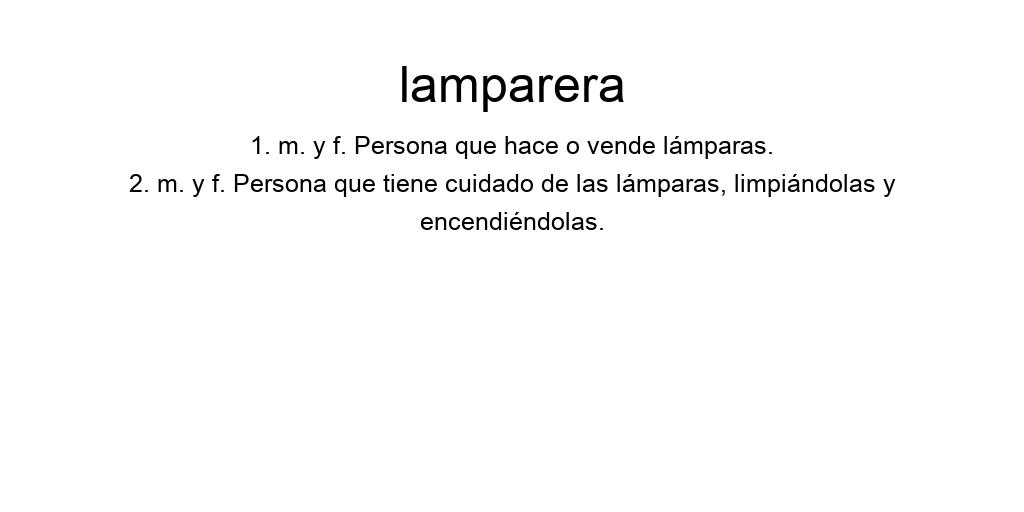 lamparera
1. m. y f. Persona que hace o vende lámparas.
2. m. y f. Persona que tiene cuidado de las lámparas, limpiándolas y
encendiéndolas.